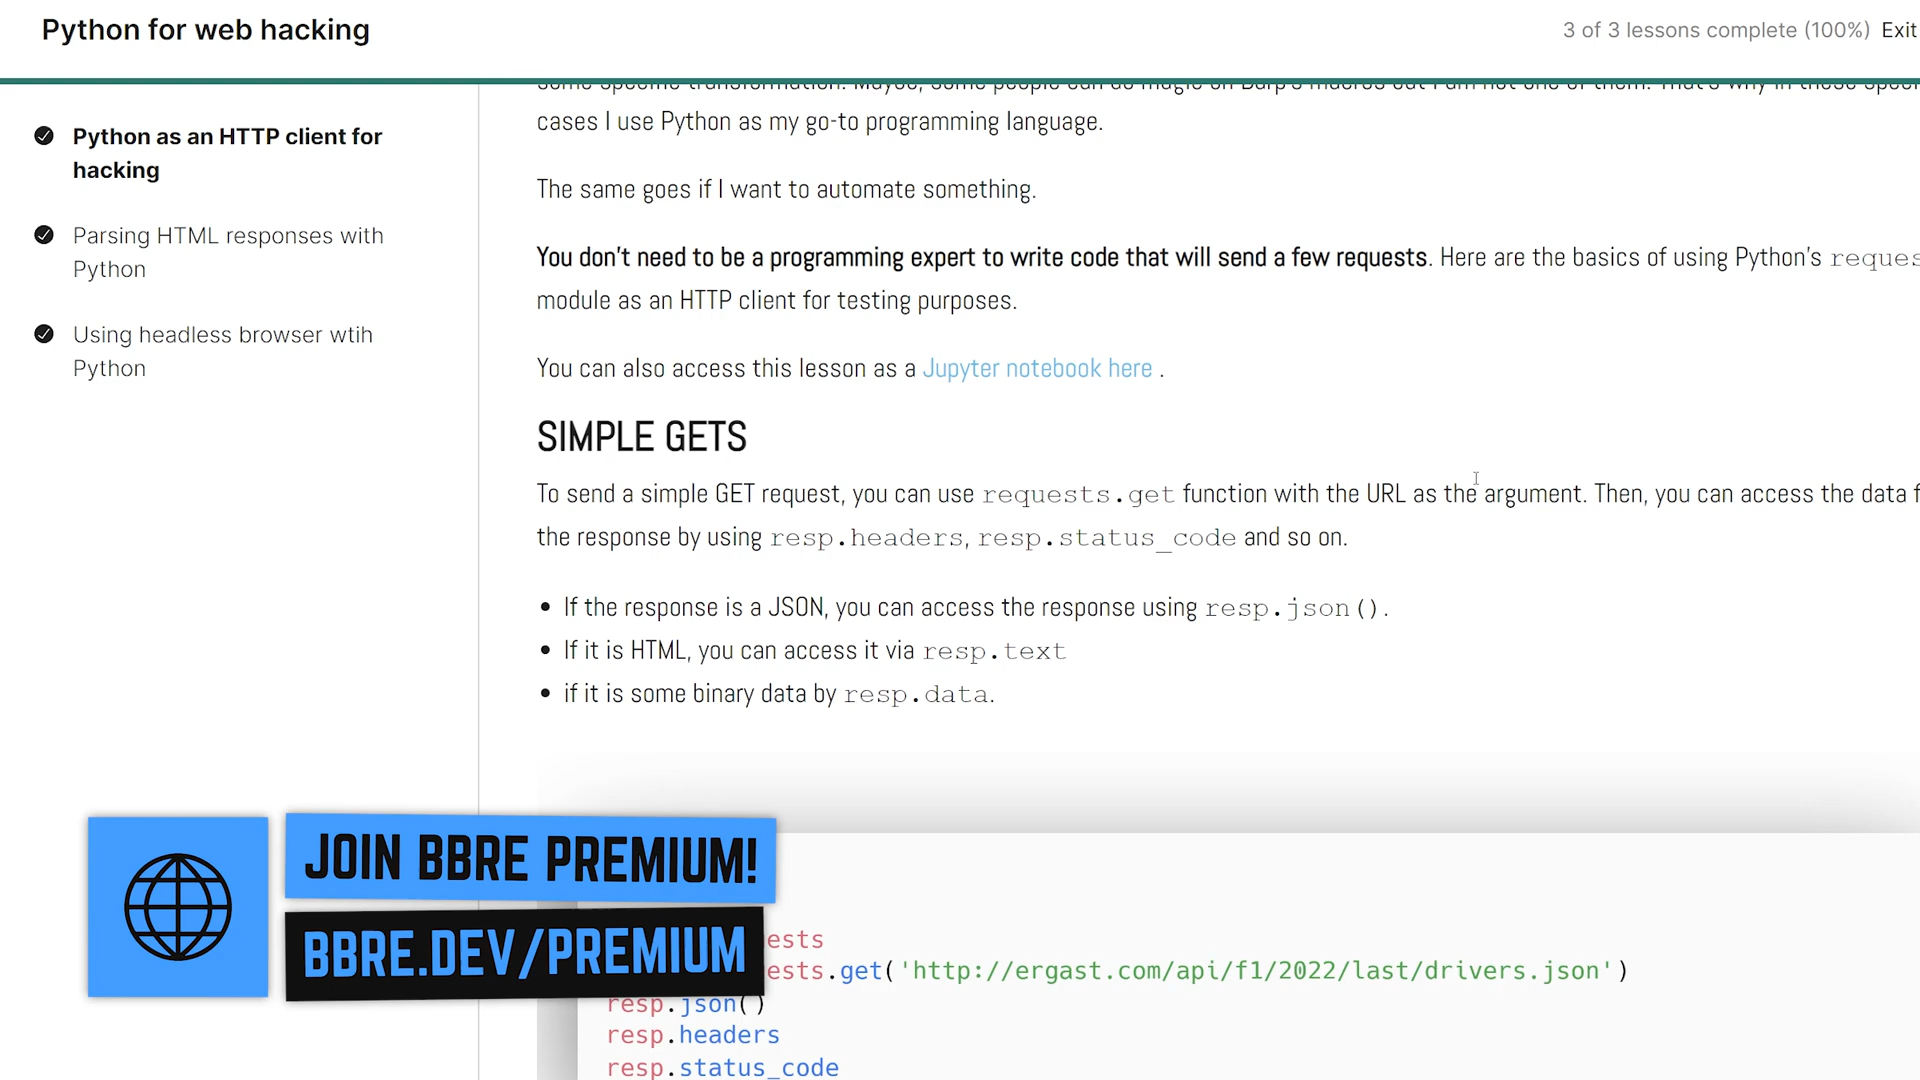 Python for web hacking
3 of 3 lessons complete (100%) Exit
Python as an HTTP client for
hacking
Parsing HTML responses with
Python
Using headless browser wtih
Python
cases I use Python as my go-to programming language.
The same goes if I want to automate something.
You don't need to be a programming expert to write code that will send a few requests. Here are the basics of using Python's reques
module as an HTTP client for testing purposes.
You can also access this lesson as a Jupyter notebook here .
SIMPLE GETS
To send a simple GET request, you can use requests.get function with the URL as the argument. Then, you can access the data f
the response by using resp.headers, resp.status_code and so on.
• If the response is a JSON, you can access the response using resp.json().
• If it is HTML, you can access it via resp.text
• if it is some binary data by resp.data.
JOIN BBRE PREMIUM!
BBRE.DEV/PREMIUM
ests
ests.get('http://ergast.com/api/f1/2022/last/drivers.json')
resp.json()
resp.headers
resp.status_code